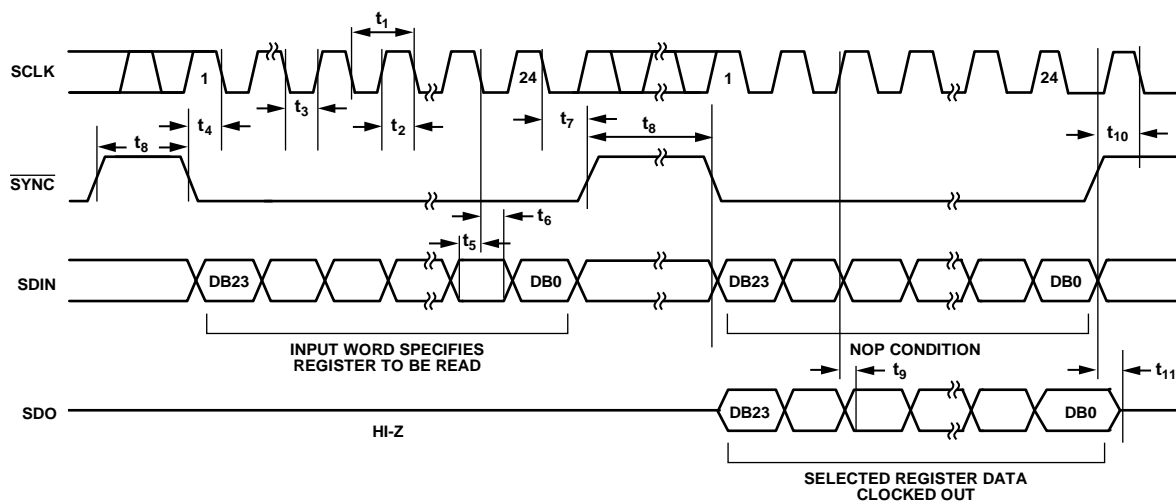 t1
SCLK
1
24
1
24
t3
t2
t4
t7
t8
t8
t10
SYNC
t6
t5
SDIN
DB23
DB0
DB23
DB0
INPUT WORD SPECIFIES
REGISTER TO BE READ
NOP CONDITION
t9
t11
SDO
DB23
DB0
HI-Z
SELECTED REGISTER DATA
CLOCKED OUT